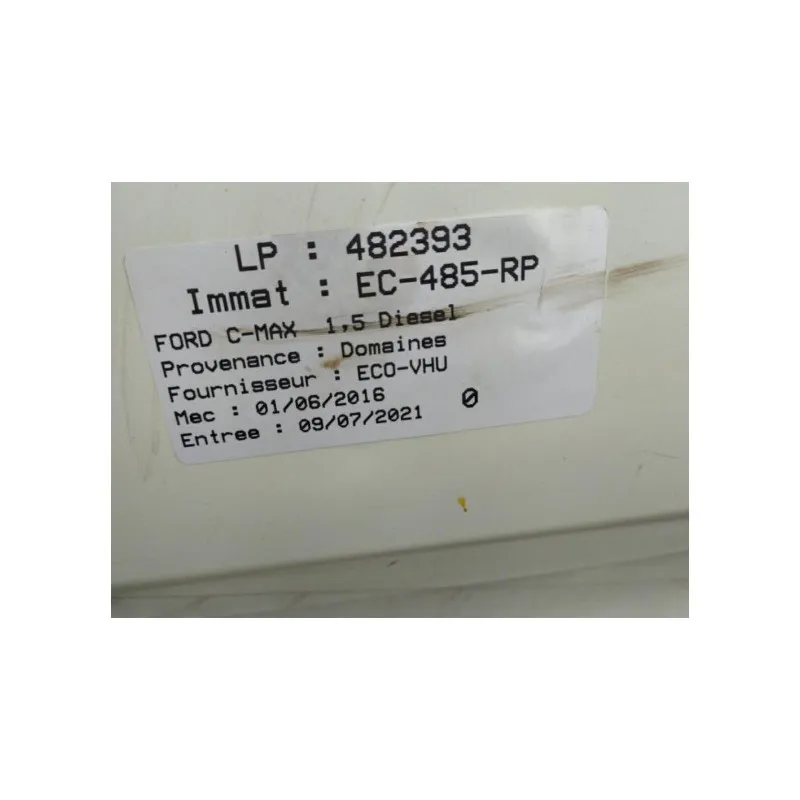 LP : 482393
Immat : EC-485-RP
FORD C-MAX 1,5 Diesel
Provenance : Domaines
Fournisseur : ECO-VHU
Mec : 01/06/2016
Entree : 09/07/2021 0